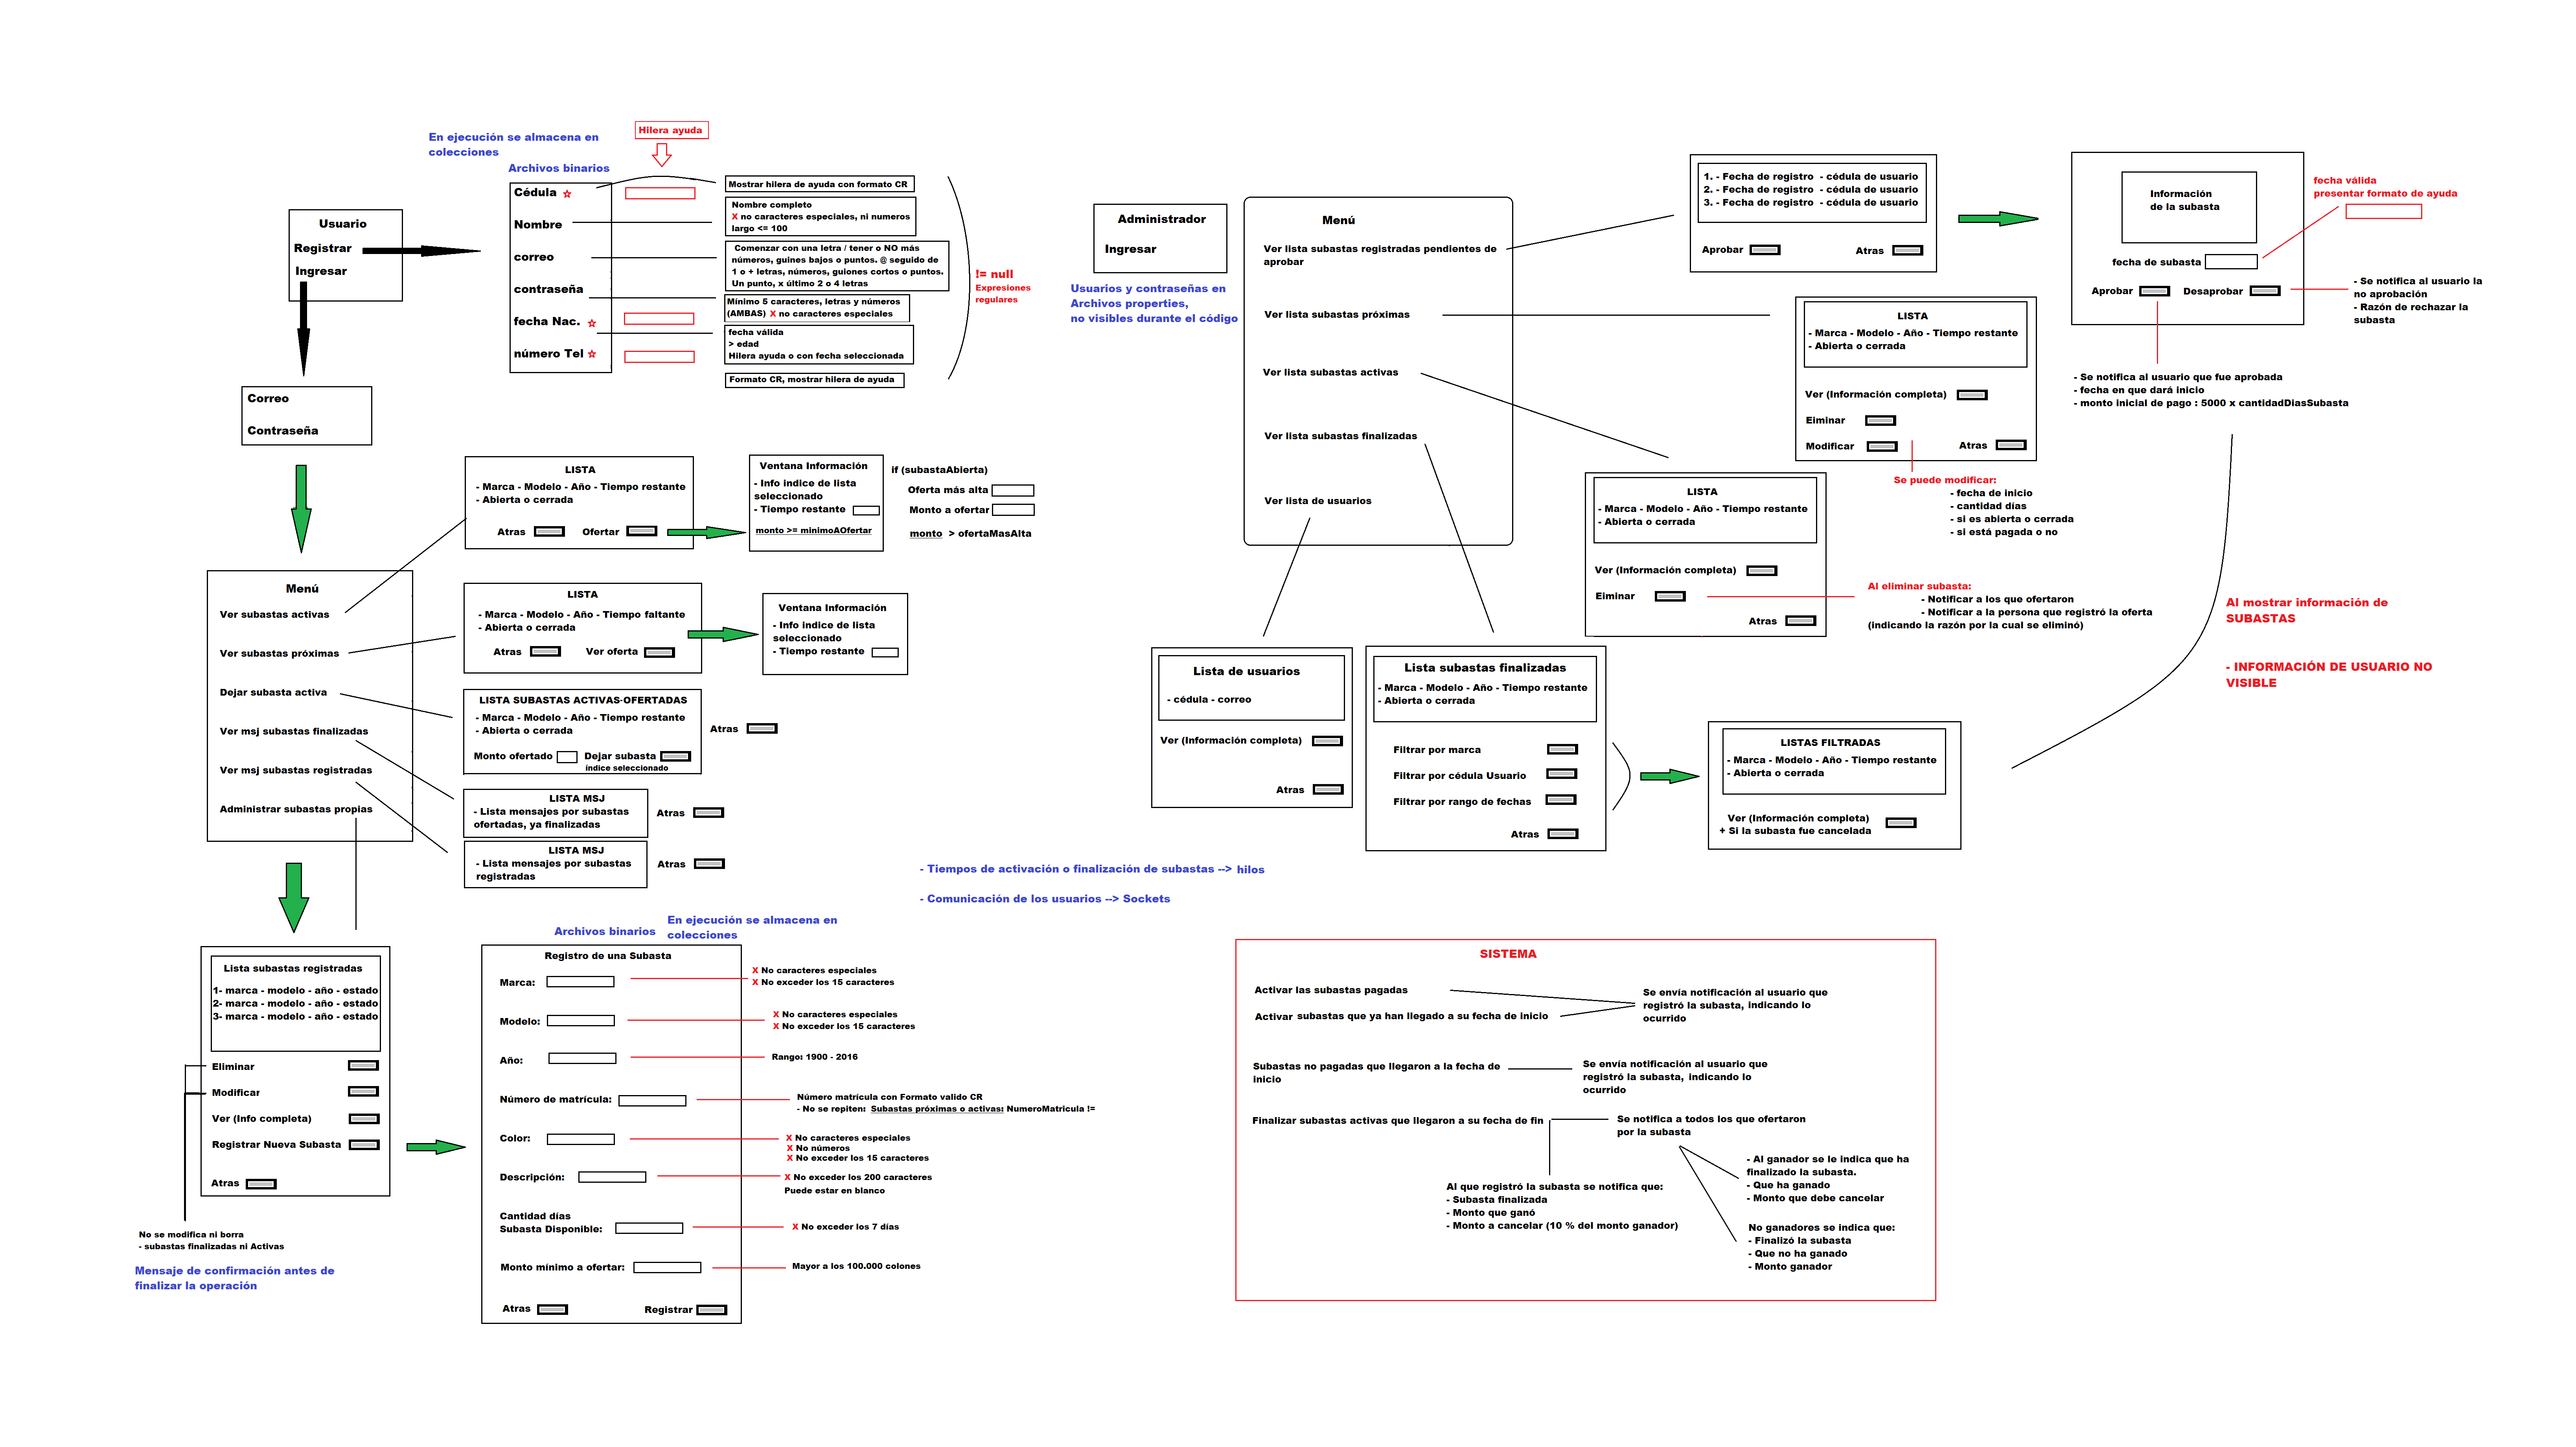 En ejecución se almacena en
colecciones
Archivos binarios
Hilera ayuda
Usuario
Registrar
Ingresar
Cédula
Nombre
correo
contraseña
fecha Nac.
número Tel
Mostrar hilera de ayuda con formato CR
Nombre completo
X no caracteres especiales, ni numeros
largo <= 100
Comenzar con una letra / tener o NO más
números, guines bajos o puntos. @ seguido de
1 o + letras, números, guiones cortos o puntos.
Un punto, x último 2 o 4 letras
Mínimo 5 caracteres, letras y números
(AMBAS) X no caracteres especiales
fecha válida
> edad
Hilera ayuda o con fecha seleccionada
Formato CR, mostrar hilera de ayuda
!= null
Expresiones
regulares
Correo
Contraseña
Menú
Ver subastas activas
Ver subastas próximas
Dejar subasta activa
Ver msj subastas finalizadas
Ver msj subastas registradas
Administrar subastas propias
LISTA
- Marca - Modelo - Año - Tiempo restante
- Abierta o cerrada
Atras
Ofertar
Ventana Información
- Info indice de lista
seleccionado
- Tiempo restante
monto >= minimoAOfertar
if (subastaAbierta)
Oferta más alta
Monto a ofertar
monto > ofertaMasAlta
LISTA
- Marca - Modelo - Año - Tiempo faltante
- Abierta o cerrada
Atras
Ver oferta
Ventana Información
- Info indice de lista
seleccionado
- Tiempo restante
LISTA SUBASTAS ACTIVAS-OFERTADAS
- Marca - Modelo - Año - Tiempo restante
- Abierta o cerrada
Monto ofertado
Dejar subasta
índice seleccionado
Atras
LISTA MSJ
- Lista mensajes por subastas
ofertadas, ya finalizadas
Atras
LISTA MSJ
- Lista mensajes por subastas
registradas
Atras
Lista subastas registradas
1- marca - modelo - año - estado
2- marca - modelo - año - estado
3- marca - modelo - año - estado
Eliminar
Modificar
Ver (Info completa)
Registrar Nueva Subasta
Atras
No se modifica ni borra
- subastas finalizadas ni Activas
Mensaje de confirmación antes de
finalizar la operación
Archivos binarios
En ejecución se almacena en
colecciones
Registro de una Subasta
Marca:
X No caracteres especiales
X No exceder los 15 caracteres
Modelo:
X No caracteres especiales
X No exceder los 15 caracteres
Año:
Rango: 1900 - 2016
Número de matrícula:
Número matrícula con Formato valido CR
- No se repiten: Subastas próximas o activas: NumeroMatricula !=
Color:
X No caracteres especiales
X No números
X No exceder los 15 caracteres
Descripción:
X No exceder los 200 caracteres
Puede estar en blanco
Cantidad días
Subasta Disponible:
X No exceder los 7 días
Monto mínimo a ofertar:
Mayor a los 100.000 colones
Atras
Registrar
- Tiempos de activación o finalización de subastas --> hilos
- Comunicación de los usuarios --> Sockets
Administrador
Ingresar
Usuarios y contraseñas en
Archivos properties,
no visibles durante el código
Menú
Ver lista subastas registradas pendientes de
aprobar
Ver lista subastas próximas
Ver lista subastas activas
Ver lista subastas finalizadas
Ver lista de usuarios
1. - Fecha de registro - cédula de usuario
2. - Fecha de registro - cédula de usuario
3. - Fecha de registro - cédula de usuario
Aprobar
Atras
Información
de la subasta
fecha de subasta
Aprobar
Desaprobar
fecha válida
presentar formato de ayuda
- Se notifica al usuario la
no aprobación
- Razón de rechazar la
subasta
- Se notifica al usuario que fue aprobada
- fecha en que dará inicio
- monto inicial de pago : 5000 x cantidadDiasSubasta
LISTA
- Marca - Modelo - Año - Tiempo restante
- Abierta o cerrada
Ver (Información completa)
Eiminar
Modificar
Atras
Se puede modificar:
- fecha de inicio
- cantidad días
- si es abierta o cerrada
- si está pagada o no
LISTA
- Marca - Modelo - Año - Tiempo restante
- Abierta o cerrada
Ver (Información completa)
Eiminar
Atras
Al eliminar subasta:
- Notificar a los que ofertaron
- Notificar a la persona que registró la oferta
(indicando la razón por la cual se eliminó)
Al mostrar información de
SUBASTAS
- INFORMACIÓN DE USUARIO NO
VISIBLE
Lista de usuarios
- cédula - correo
Ver (Información completa)
Atras
Lista subastas finalizadas
- Marca - Modelo - Año - Tiempo restante
- Abierta o cerrada
Filtrar por marca
Filtrar por cédula Usuario
Filtrar por rango de fechas
Atras
LISTAS FILTRADAS
- Marca - Modelo - Año - Tiempo restante
- Abierta o cerrada
Ver (Información completa)
+ Si la subasta fue cancelada
SISTEMA
Activar las subastas pagadas
Activar subastas que ya han llegado a su fecha de inicio
Se envía notificación al usuario que
registró la subasta, indicando lo
ocurrido
Subastas no pagadas que llegaron a la fecha de
inicio
Se envía notificación al usuario que
registró la subasta, indicando lo
ocurrido
Finalizar subastas activas que llegaron a su fecha de fin
Se notifica a todos los que ofertaron
por la subasta
Al que registró la subasta se notifica que:
- Subasta finalizada
- Monto que ganó
- Monto a cancelar (10 % del monto ganador)
- Al ganador se le indica que ha
finalizado la subasta.
- Que ha ganado
- Monto que debe cancelar
No ganadores se indica que:
- Finalizó la subasta
- Que no ha ganado
- Monto ganador